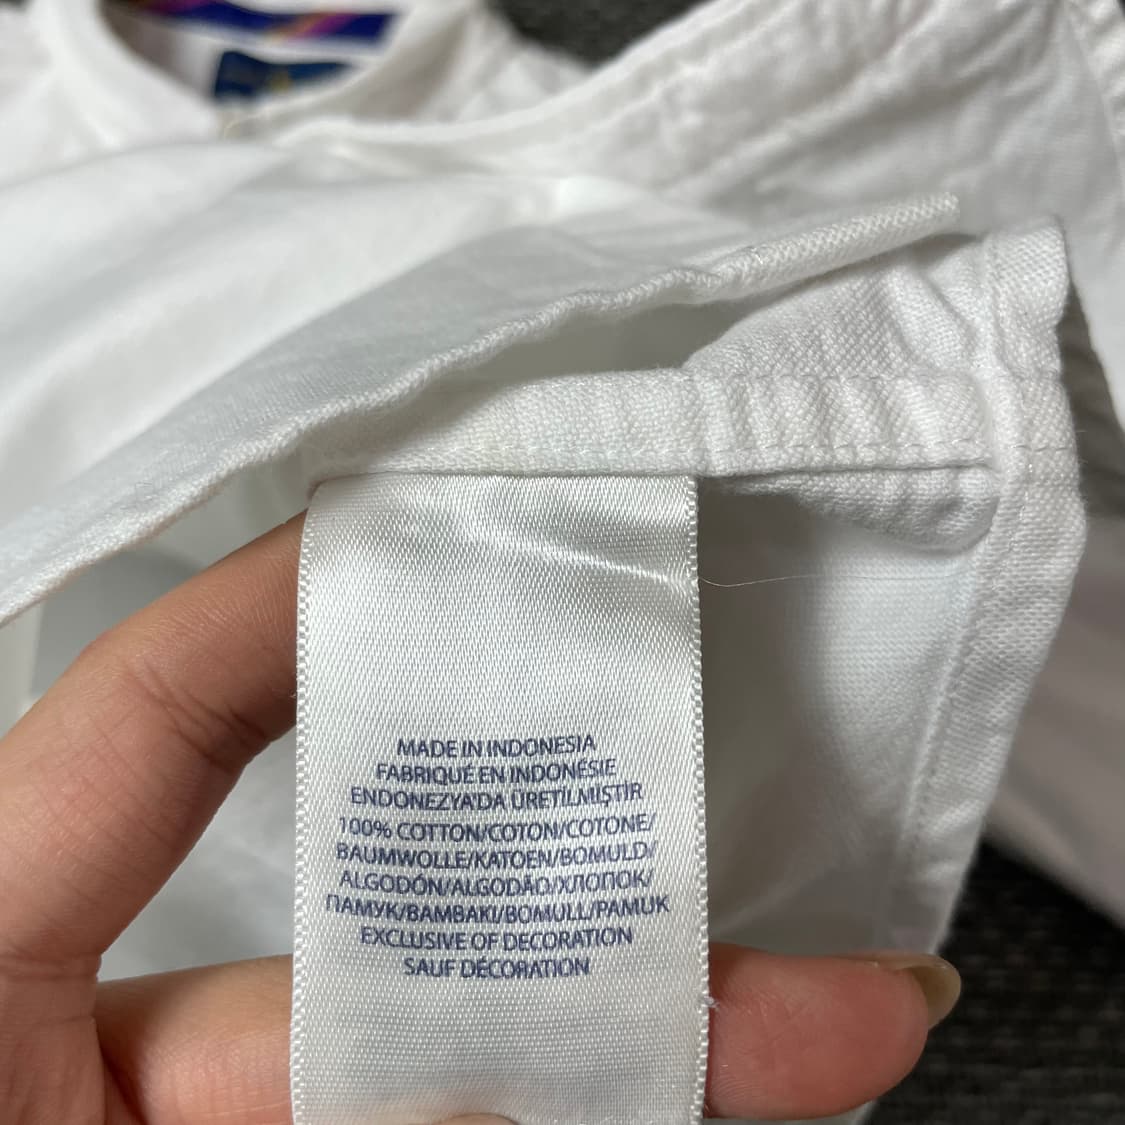 MADE IN INDONESIA
FABRIQUÉ EN INDONÉSIE
ENDONEZYA'DA ÜRETİLMİŞTİR
100% COTTON/COTON/COTONE/
BAUMWOLLE/KATOEN/BOMULD/
ALGODÓN/ALGODÃO/ХЛОПОК/
ПАМУК/BAMBAKI/BOMULL/PAMUK
EXCLUSIVE OF DECORATION
SAUF DÉCORATION